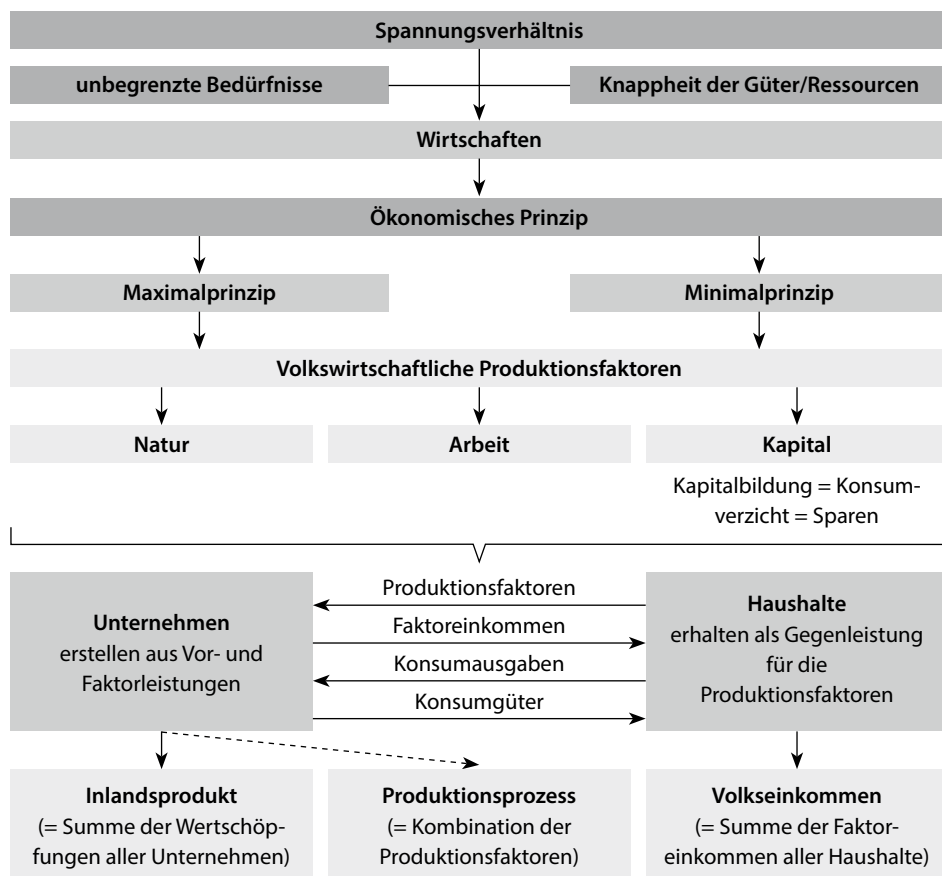 Spannungsverhältnis
unbegrenzte Bedürfnisse
Knappheit der Güter/Ressourcen
Wirtschaften
Ökonomisches Prinzip
Maximalprinzip
Minimalprinzip
Volkswirtschaftliche Produktionsfaktoren
Natur
Arbeit
Kapital
Kapitalbildung = Konsum-
verzicht = Sparen
Unternehmen
erstellen aus Vor- und
Faktorleistungen
Produktionsfaktoren
Faktoreinkommen
Konsumausgaben
Konsumgüter
Haushalte
erhalten als Gegenleistung
für die
Produktionsfaktoren
Inlandsprodukt
(= Summe der Wertschöp-
fungen aller Unternehmen)
Produktionsprozess
(= Kombination der
Produktionsfaktoren)
Volkseinkommen
(= Summe der Faktor-
einkommen aller Haushalte)